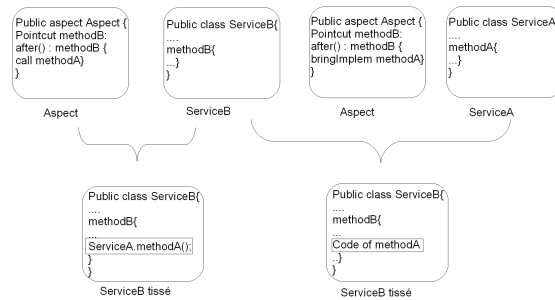 Public aspect Aspect {
Pointcut methodB:
after() : methodB {
call methodA}
}
Aspect
Public class ServiceB{
....
methodB{
...}
}
ServiceB
Public aspect Aspect {
Pointcut methodB:
after() : methodB {
bringImplem methodA}
}
Aspect
Public class ServiceA
....
methodA{
...}
}
ServiceA
Public class ServiceB{
....
methodB{
...
ServiceA.methodA();
}
}
ServiceB tissé
Public class ServiceB{
....
methodB{
...
Code of methodA
..}
}
ServiceB tissé